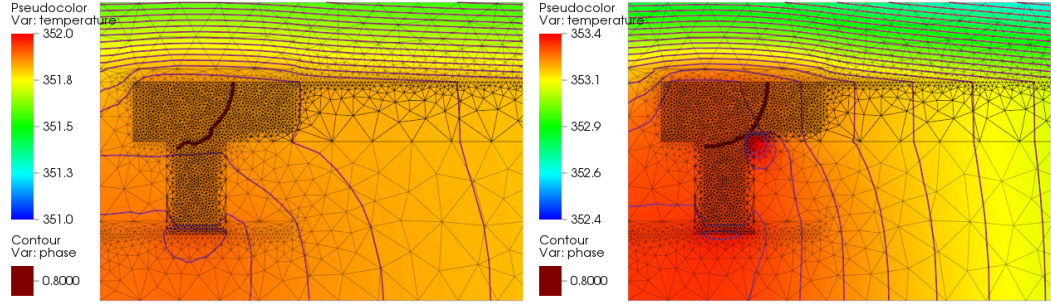 Pseudocolor
Var: temperature
352.0
351.8
351.5
351.3
351.0
Contour
Var: phase
0.8000
Pseudocolor
Var: temperature
353.4
353.1
352.9
352.6
352.4
Contour
Var: phase
0.8000